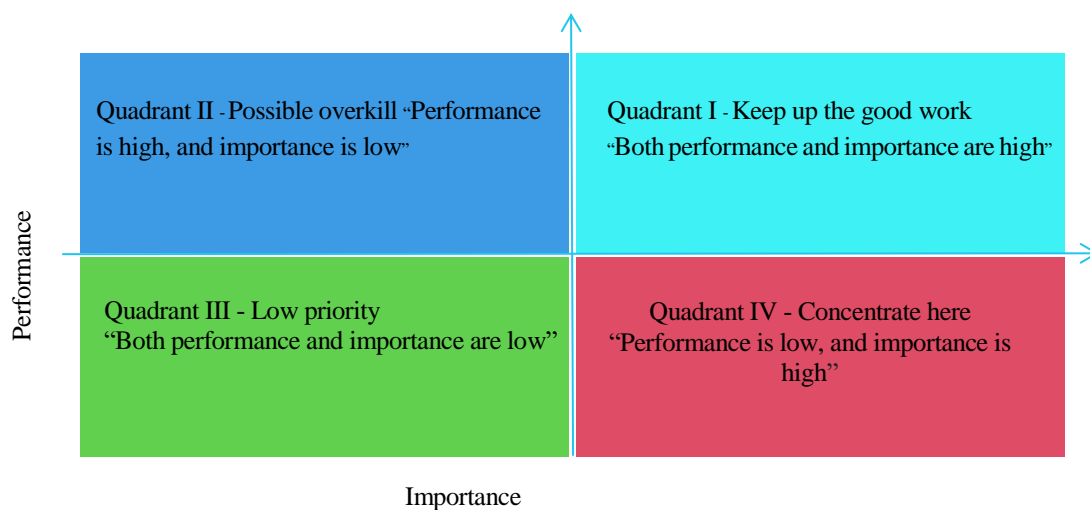 Quadrant II - Possible overkill “Performance
is high, and importance is low”
Quadrant I - Keep up the good work
“Both performance and importance are high”
Performance
Quadrant III - Low priority
“Both performance and importance are low”
Quadrant IV - Concentrate here
“Performance is low, and importance is
high”
Importance